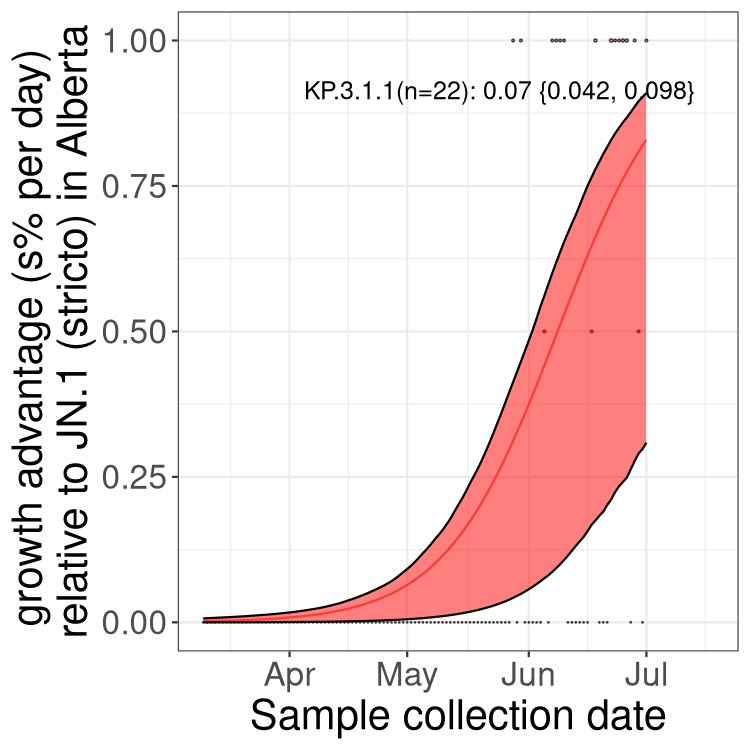 growth advantage (s% per day)
relative to JN.1 (stricto) in Alberta
1.00
0.75
0.50
0.25
0.00
KP.3.1.1(n=22): 0.07 {0.042, 0.098}
Apr May Jun Jul
Sample collection date